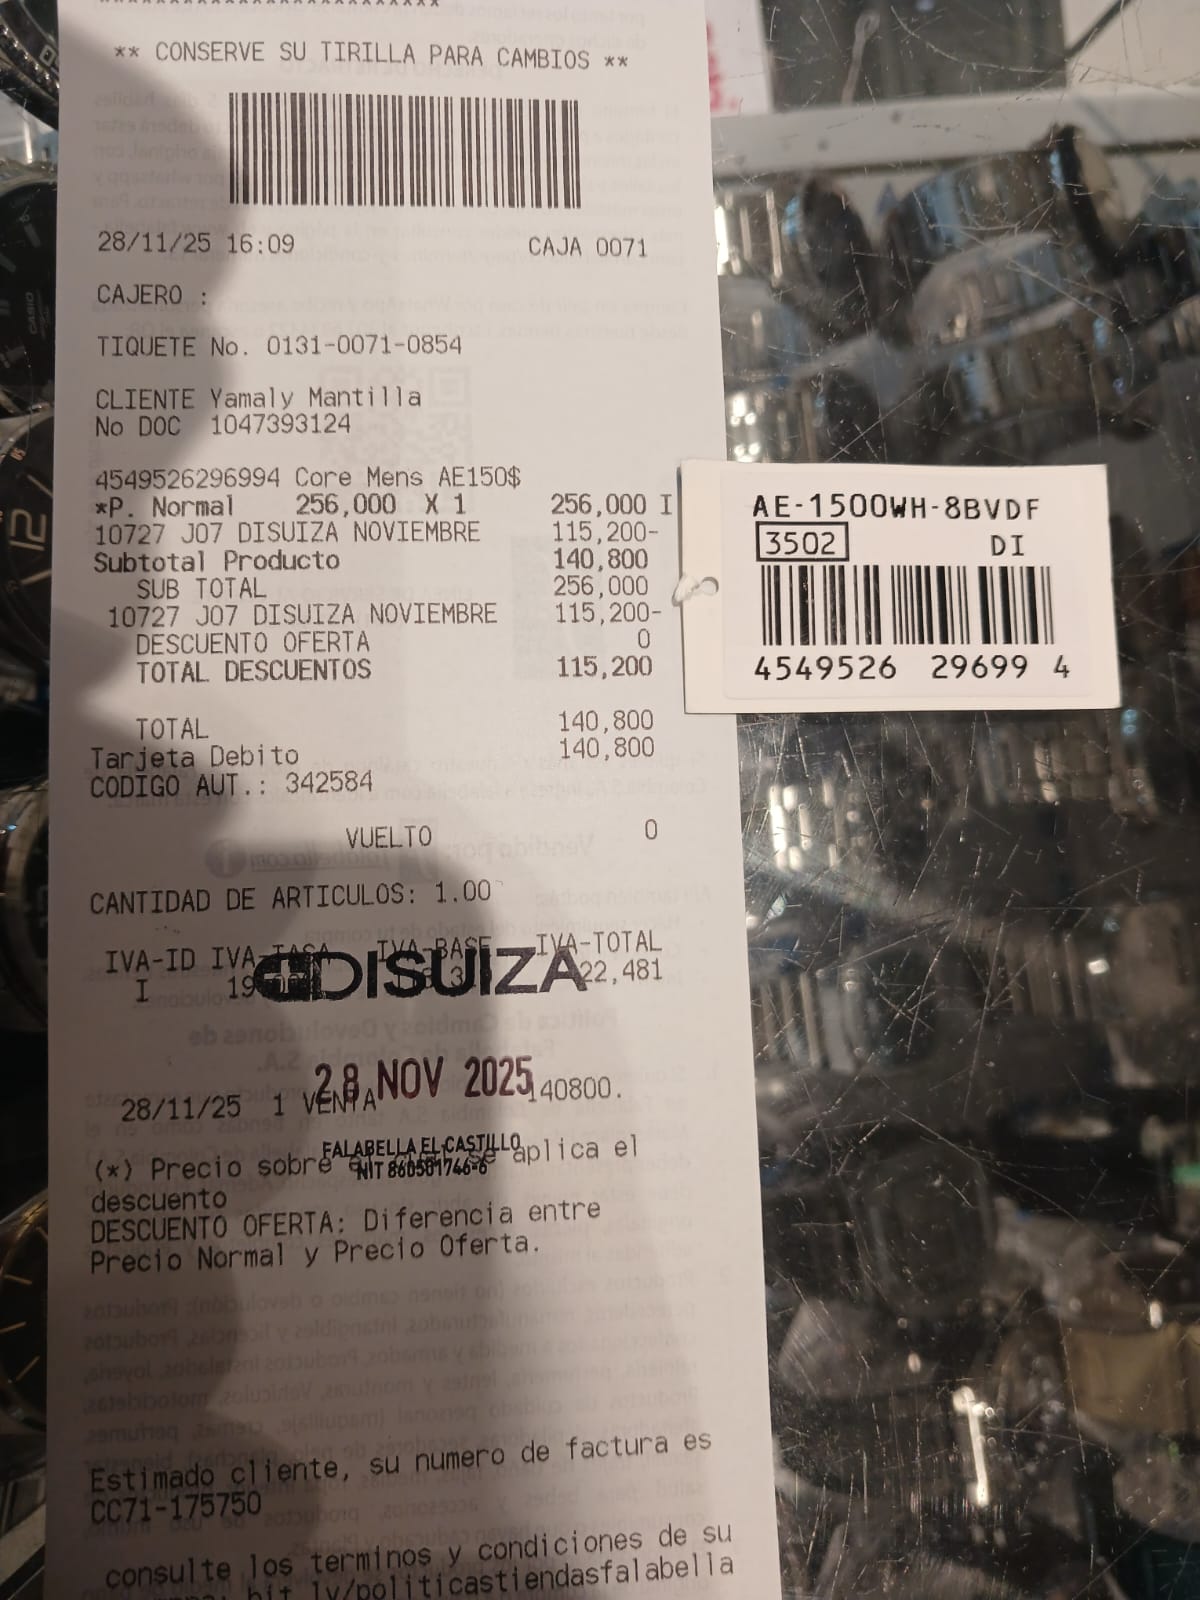 ** CONSERVE SU TIRILLA PARA CAMBIOS **
28/11/25 16:09 CAJA 0071
CAJERO :
TIQUETE No. 0131-0071-0854
CLIENTE Yamaly Mantilla
No DOC 1047393124
4549526296994 Core Mens AE150$
*P. Normal 256,000 X 1 256,000 I
10727 J07 DISUIZA NOVIEMBRE 115,200-
Subtotal Producto 140,800
SUB TOTAL 256,000
10727 J07 DISUIZA NOVIEMBRE 115,200-
DESCUENTO OFERTA 0
TOTAL DESCUENTOS 115,200
TOTAL 140,800
Tarjeta Debito 140,800
CODIGO AUT.: 342584
VUELTO 0
CANTIDAD DE ARTICULOS: 1.00
IVA-ID IVA-TASA IVA-BASE IVA-TOTAL
I 22,481
DISUIZA
28 NOV 2025
28/11/25 1 VENTA 140800.
FALABELLA EL CASTILLO
NIT
(*) Precio sobre se aplica el
descuento
DESCUENTO OFERTA: Diferencia entre
Precio Normal y Precio Oferta.
Estimado cliente, su numero de factura es
CC71-175750
consulte los terminos y condiciones de su
bit.ly/politicastiendasfalabella
AE-1500WH-8BVDF
3502 DI
4549526 29699 4
CASIO
12